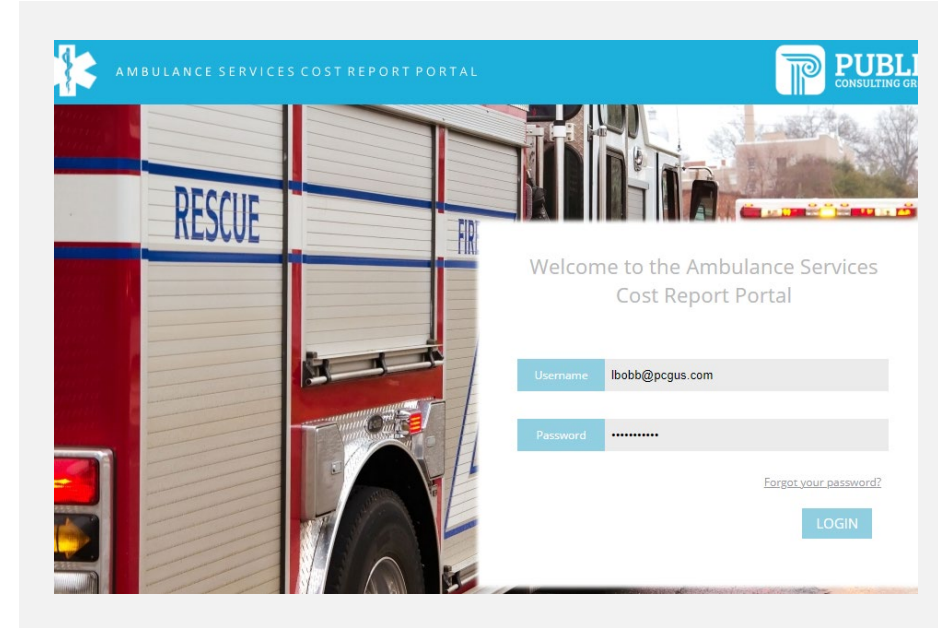 AMBULANCE SERVICES COST REPORT PORTAL
PUBLI
CONSULTING GR
RESCUE
FIR
Welcome to the Ambulance Services
Cost Report Portal
Username lbobb@pcgus.com
Password •••••••••••
Forgot your password?
LOGIN